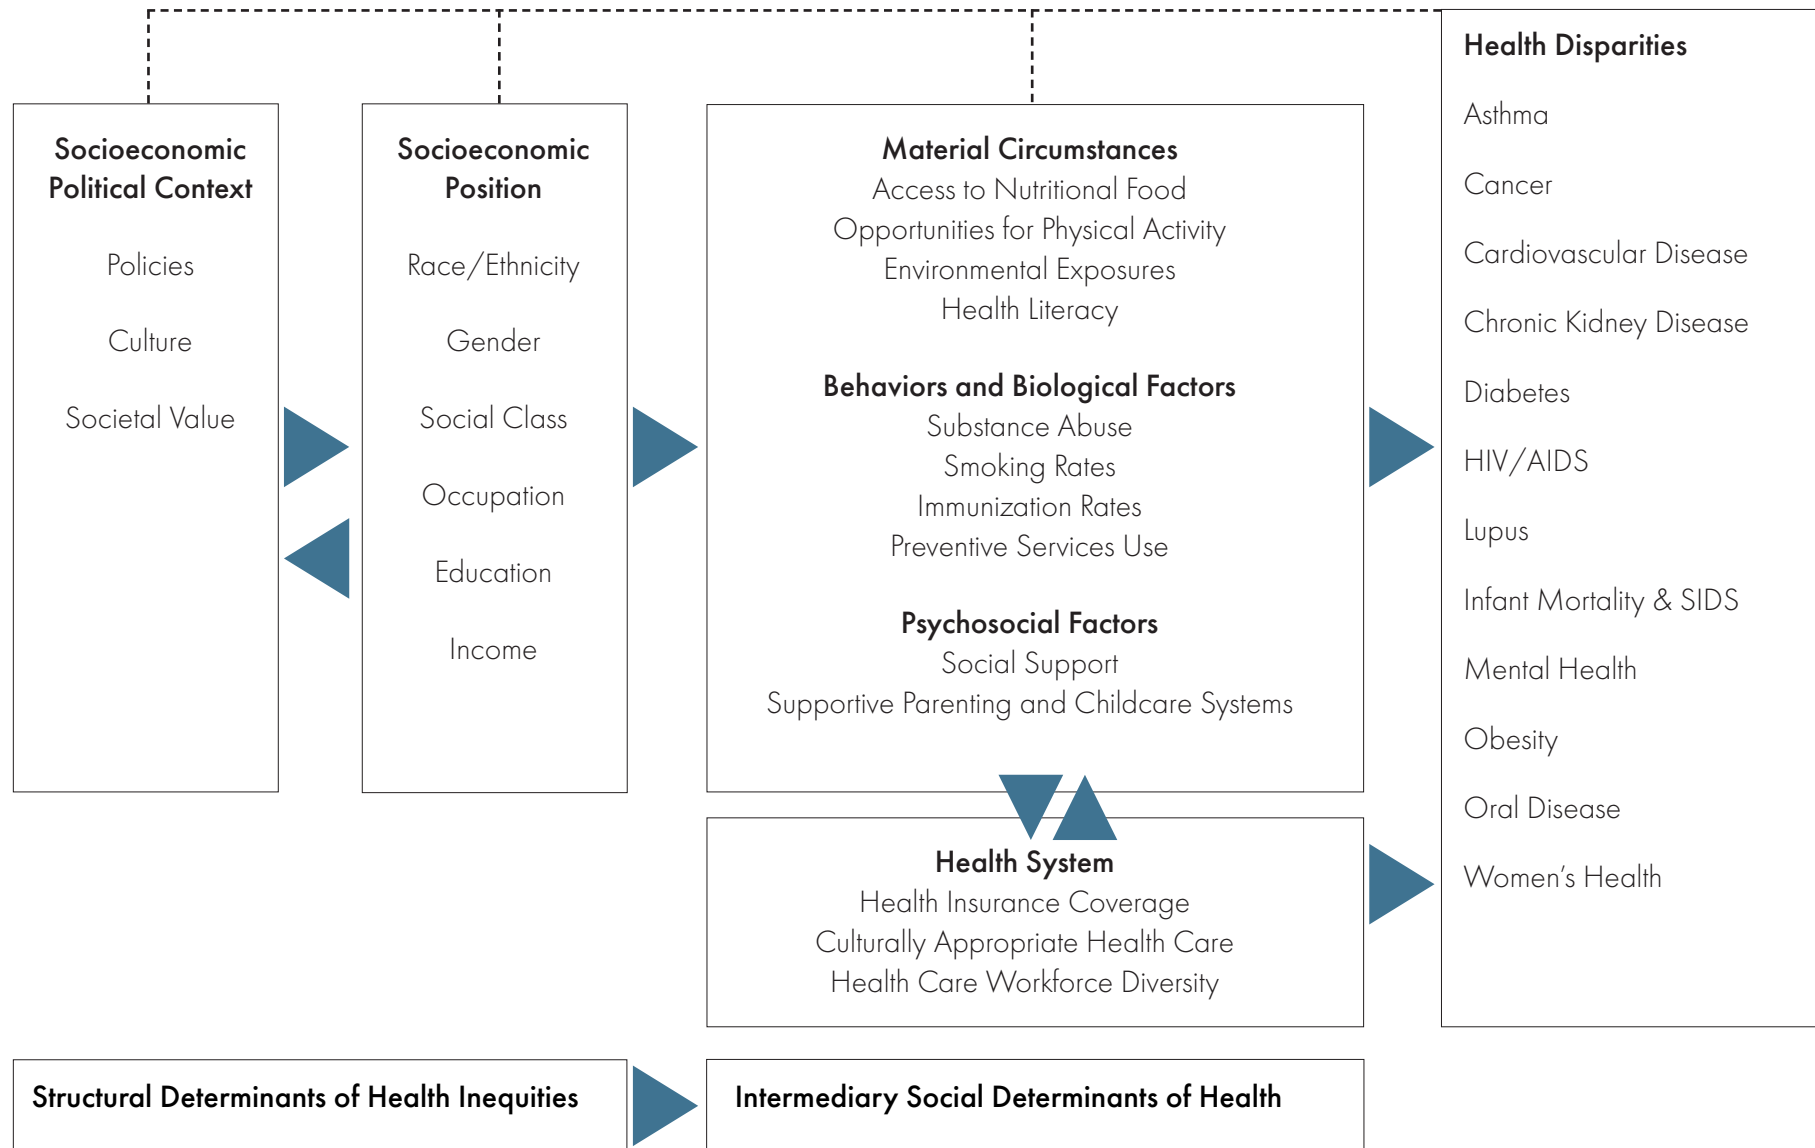 Socioeconomic
Political Context
Policies
Culture
Societal Value
Socioeconomic
Position
Race/Ethnicity
Gender
Social Class
Occupation
Education
Income
Material Circumstances
Access to Nutritional Food
Opportunities for Physical Activity
Environmental Exposures
Health Literacy
Behaviors and Biological Factors
Substance Abuse
Smoking Rates
Immunization Rates
Preventive Services Use
Psychosocial Factors
Social Support
Supportive Parenting and Childcare Systems
Health System
Health Insurance Coverage
Culturally Appropriate Health Care
Health Care Workforce Diversity
Health Disparities
Asthma
Cancer
Cardiovascular Disease
Chronic Kidney Disease
Diabetes
HIV/AIDS
Lupus
Infant Mortality & SIDS
Mental Health
Obesity
Oral Disease
Women’s Health
Structural Determinants of Health Inequities
Intermediary Social Determinants of Health